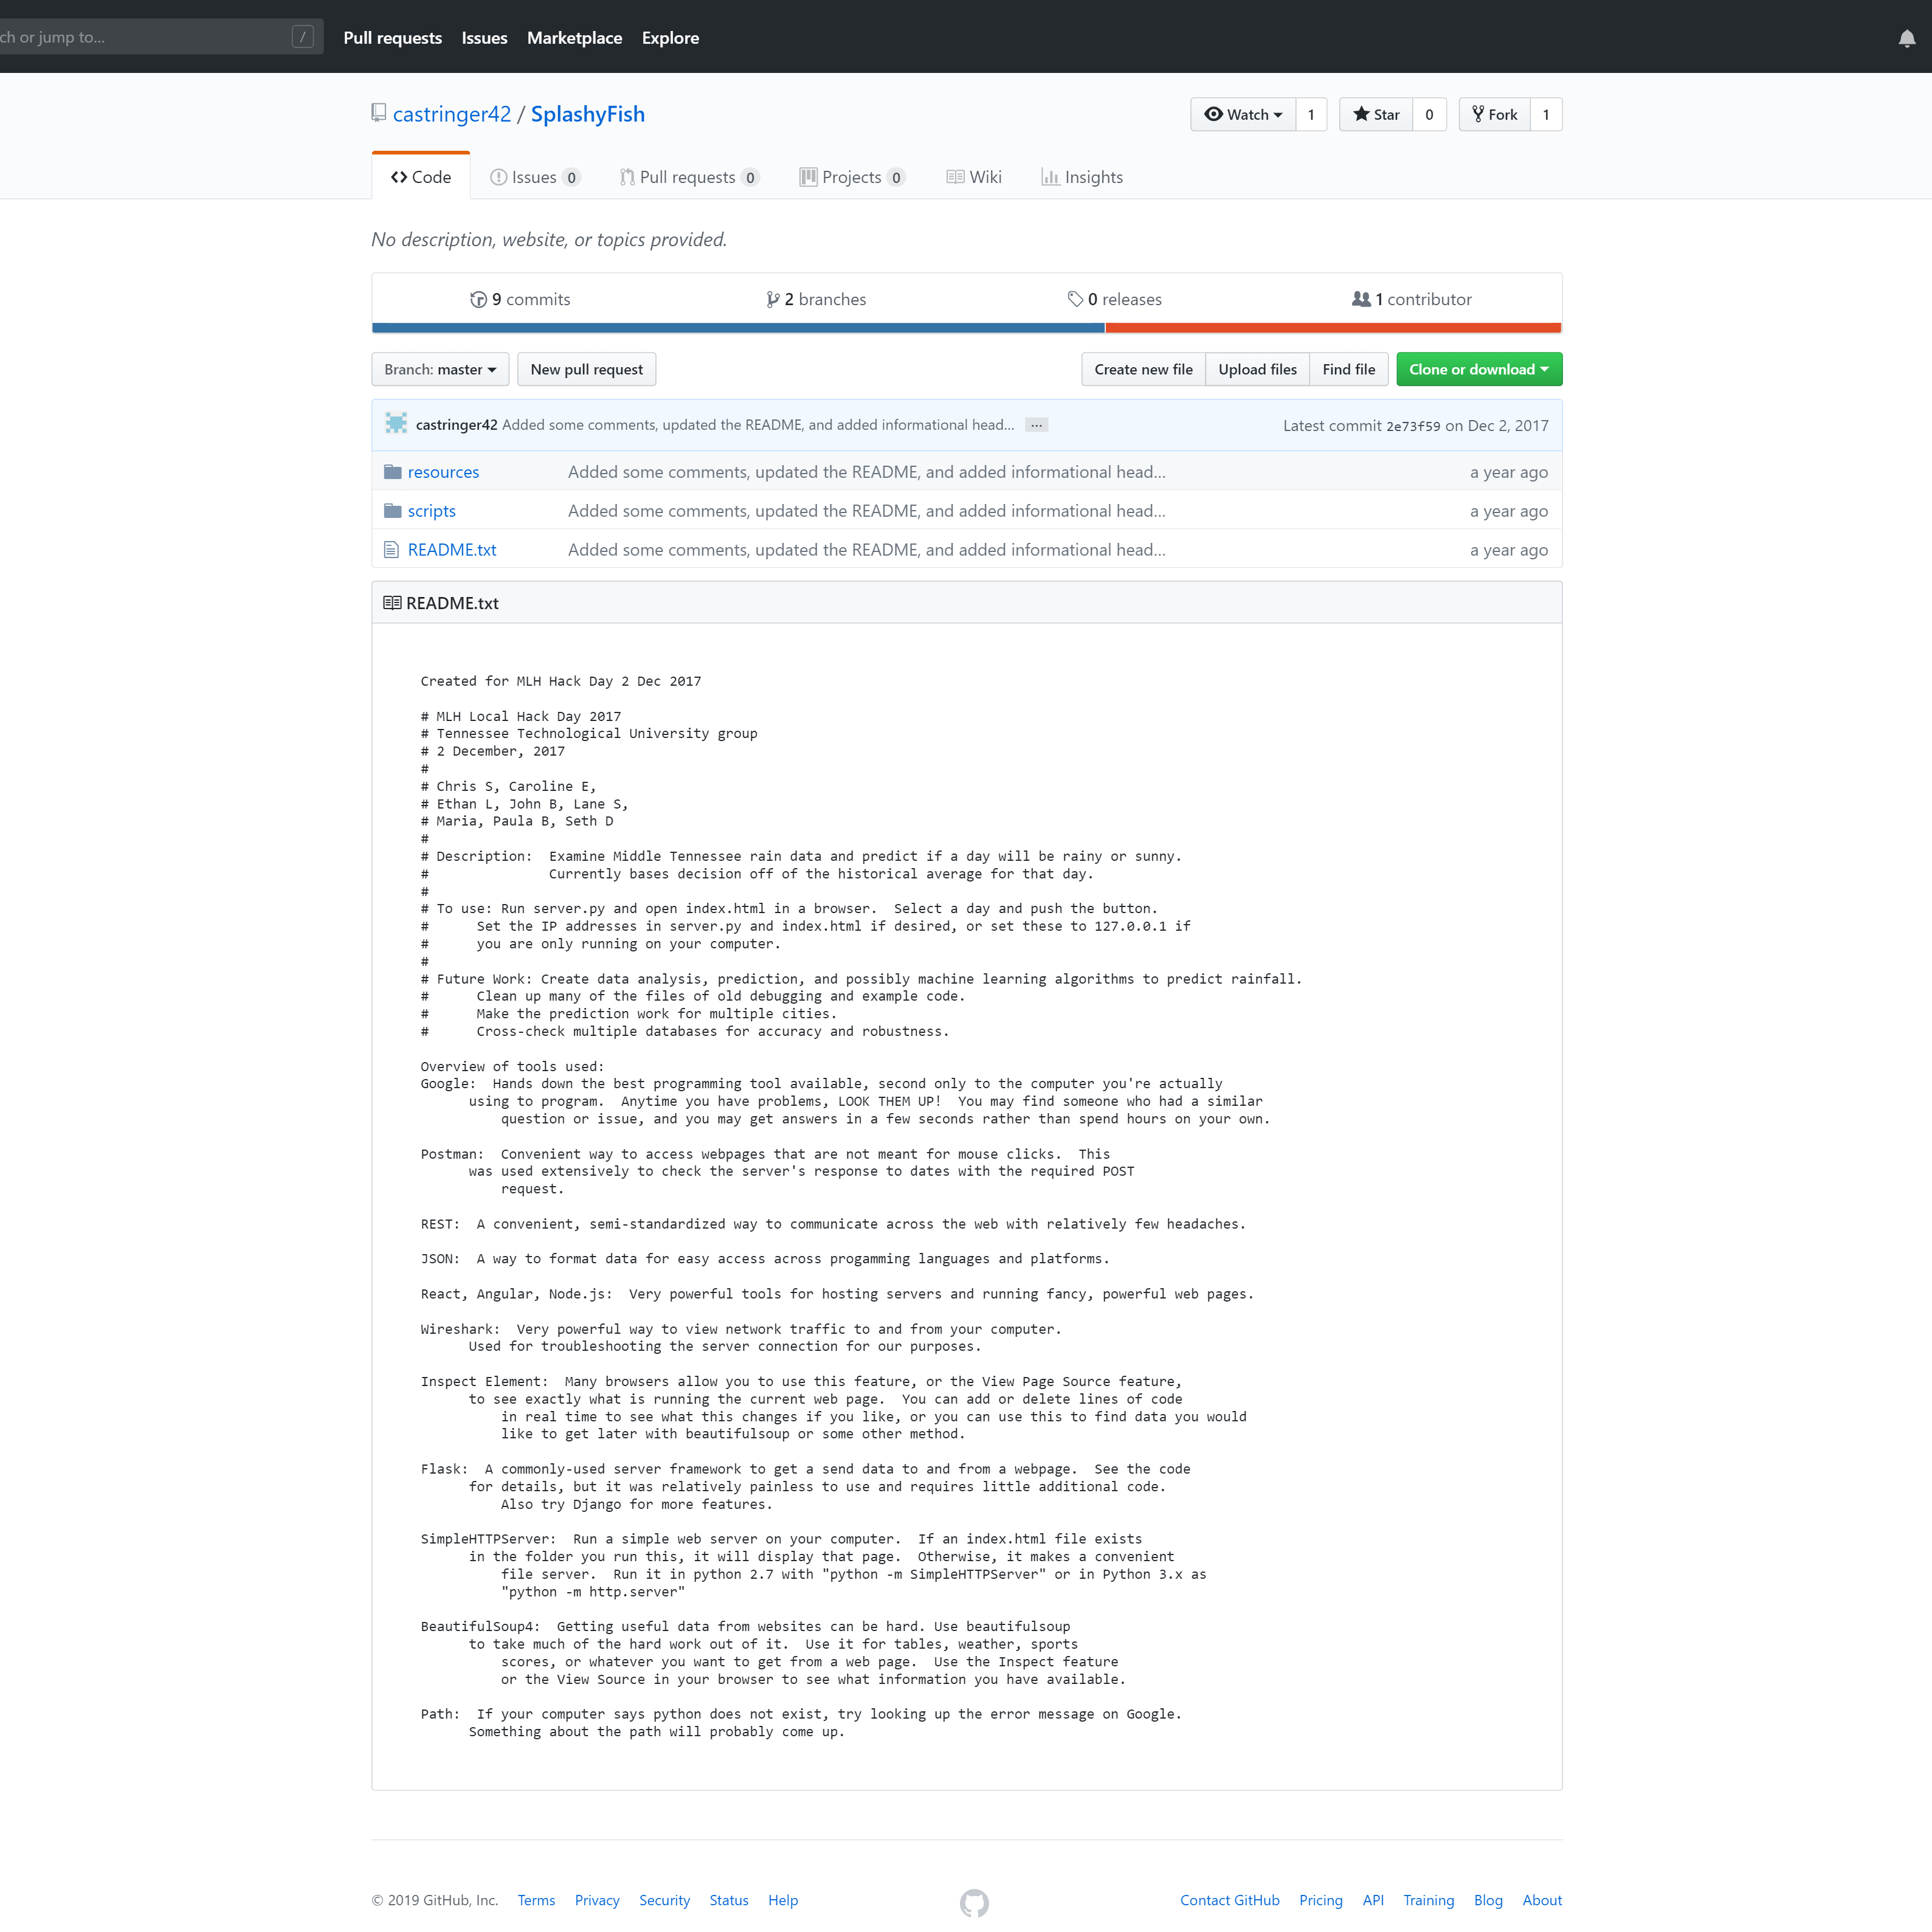 ch or jump to... / Pull requests Issues Marketplace Explore
castringer42 / SplashyFish Watch 1 Star 0 Fork 1
Code Issues 0 Pull requests 0 Projects 0 Wiki Insights
No description, website, or topics provided.
9 commits 2 branches 0 releases 1 contributor
Branch: master New pull request Create new file Upload files Find file Clone or download
castringer42 Added some comments, updated the README, and added informational head... ... Latest commit 2e73f59 on Dec 2, 2017
resources Added some comments, updated the README, and added informational head... a year ago
scripts Added some comments, updated the README, and added informational head... a year ago
README.txt Added some comments, updated the README, and added informational head... a year ago
README.txt
Created for MLH Hack Day 2 Dec 2017
# MLH Local Hack Day 2017
# Tennessee Technological University group
# 2 December, 2017
#
# Chris S, Caroline E,
# Ethan L, John B, Lane S,
# Maria, Paula B, Seth D
#
# Description:  Examine Middle Tennessee rain data and predict if a day will be rainy or sunny.
#               Currently bases decision off of the historical average for that day.
#
# To use: Run server.py and open index.html in a browser.  Select a day and push the button.
#      Set the IP addresses in server.py and index.html if desired, or set these to 127.0.0.1 if
#      you are only running on your computer.
#
# Future Work: Create data analysis, prediction, and possibly machine learning algorithms to predict rainfall.
#      Clean up many of the files of old debugging and example code.
#      Make the prediction work for multiple cities.
#      Cross-check multiple databases for accuracy and robustness.
Overview of tools used:
Google:  Hands down the best programming tool available, second only to the computer you're actually
using to program.  Anytime you have problems, LOOK THEM UP!  You may find someone who had a similar
question or issue, and you may get answers in a few seconds rather than spend hours on your own.
Postman:  Convenient way to access webpages that are not meant for mouse clicks.  This
was used extensively to check the server's response to dates with the required POST
request.
REST:  A convenient, semi-standardized way to communicate across the web with relatively few headaches.
JSON:  A way to format data for easy access across progamming languages and platforms.
React, Angular, Node.js:  Very powerful tools for hosting servers and running fancy, powerful web pages.
Wireshark:  Very powerful way to view network traffic to and from your computer.
Used for troubleshooting the server connection for our purposes.
Inspect Element:  Many browsers allow you to use this feature, or the View Page Source feature,
to see exactly what is running the current web page.  You can add or delete lines of code
in real time to see what this changes if you like, or you can use this to find data you would
like to get later with beautifulsoup or some other method.
Flask:  A commonly-used server framework to get a send data to and from a webpage.  See the code
for details, but it was relatively painless to use and requires little additional code.
Also try Django for more features.
SimpleHTTPServer:  Run a simple web server on your computer.  If an index.html file exists
in the folder you run this, it will display that page.  Otherwise, it makes a convenient
file server.  Run it in python 2.7 with "python -m SimpleHTTPServer" or in Python 3.x as
"python -m http.server"
BeautifulSoup4:  Getting useful data from websites can be hard. Use beautifulsoup
to take much of the hard work out of it.  Use it for tables, weather, sports
scores, or whatever you want to get from a web page.  Use the Inspect feature
or the View Source in your browser to see what information you have available.
Path:  If your computer says python does not exist, try looking up the error message on Google.
Something about the path will probably come up.
© 2019 GitHub, Inc. Terms Privacy Security Status Help Contact GitHub Pricing API Training Blog About